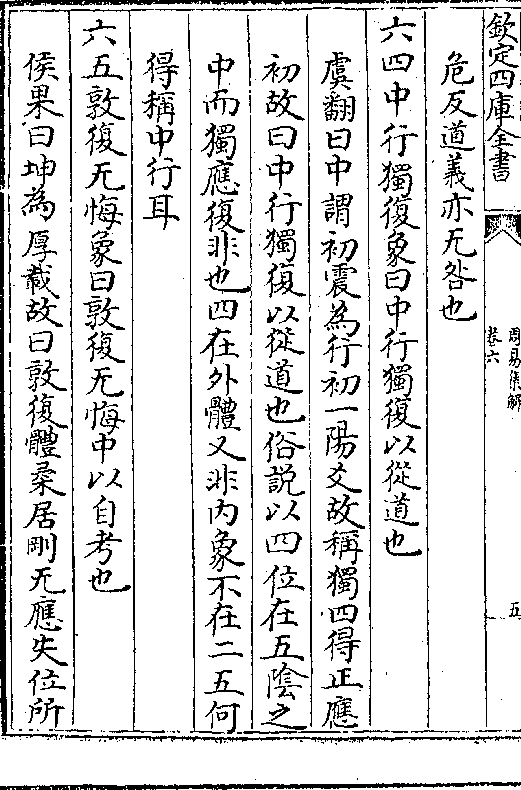 欽定四庫全書
周易集解
卷六
五
危反道義亦无咎也
六四中行獨復象曰中行獨復以從道也
虞翻曰中謂初震為行初一陽爻故稱獨四得正應
初故曰中行獨復以從道也俗說以四位在五陰之
中而獨應復非也四在外體又非内象不在二五何
得稱中行耳
六五敦復无悔象曰敦復无悔中以自考也
侯果曰坤為厚載故曰敦復體柔居剛无應失位所